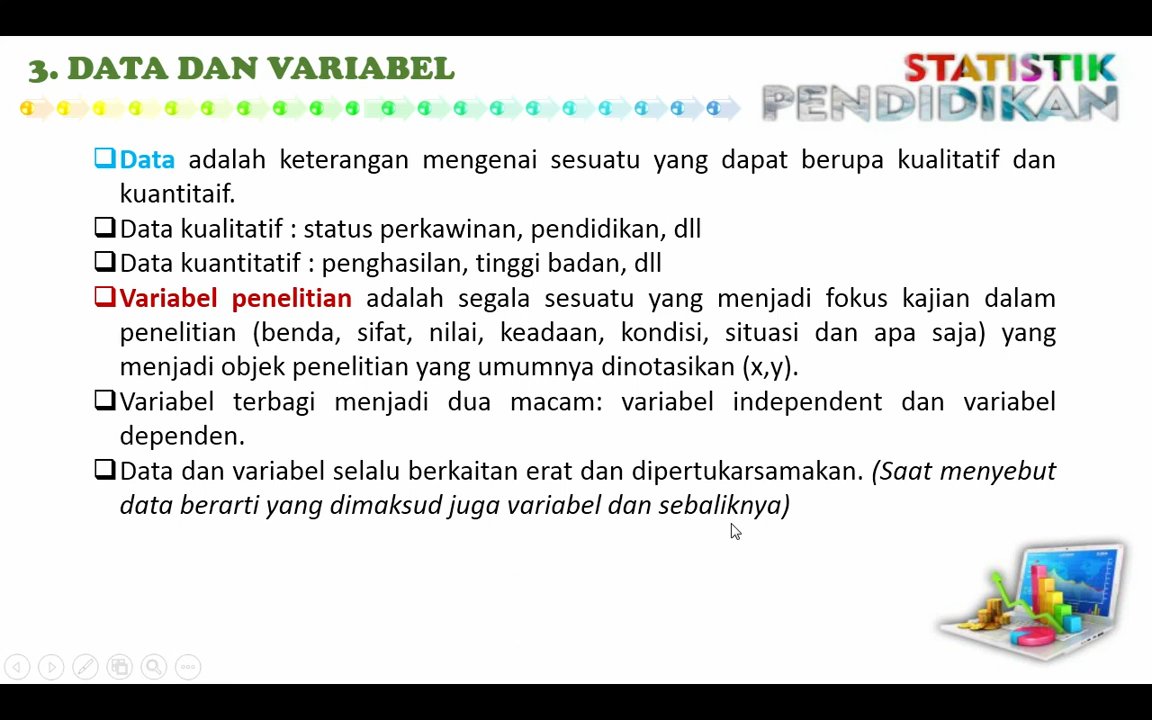 3. DATA DAN VARIABEL
STATISTIK
PENDIDIKAN
Data adalah keterangan mengenai sesuatu yang dapat berupa kualitatif dan
kuantitaif.
Data kualitatif : status perkawinan, pendidikan, dll
Data kuantitatif : penghasilan, tinggi badan, dll
Variabel penelitian adalah segala sesuatu yang menjadi fokus kajian dalam
penelitian (benda, sifat, nilai, keadaan, kondisi, situasi dan apa saja) yang
menjadi objek penelitian yang umumnya dinotasikan (x,y).
Variabel terbagi menjadi dua macam: variabel independent dan variabel
dependen.
Data dan variabel selalu berkaitan erat dan dipertukarsamakan. (Saat menyebut
data berarti yang dimaksud juga variabel dan sebaliknya)